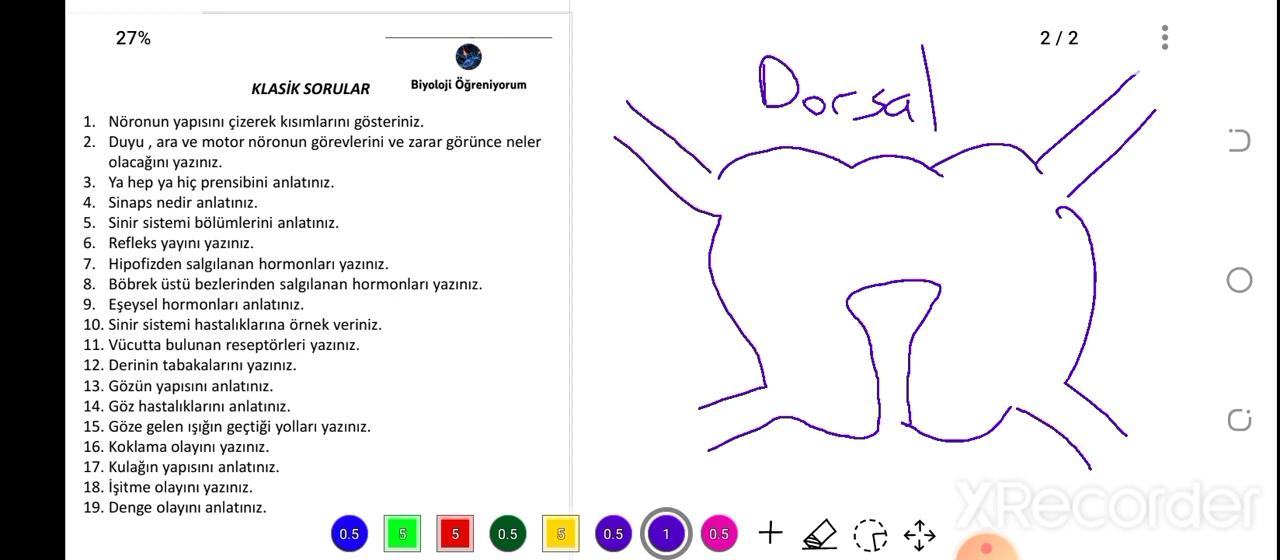 27%
Biyoloji Öğreniyorum
KLASİK SORULAR
1. Nöronun yapısını çizerek kısımlarını gösteriniz.
2. Duyu , ara ve motor nöronun görevlerini ve zarar görünce neler
olacağını yazınız.
3. Ya hep ya hiç prensibini anlatınız.
4. Sinaps nedir anlatınız.
5. Sinir sistemi bölümlerini anlatınız.
6. Refleks yayını yazınız.
7. Hipofizden salgılanan hormonları yazınız.
8. Böbrek üstü bezlerinden salgılanan hormonları yazınız.
9. Eşeysel hormonları anlatınız.
10. Sinir sistemi hastalıklarına örnek veriniz.
11. Vücutta bulunan reseptörleri yazınız.
12. Derinin tabakalarını yazınız.
13. Gözün yapısını anlatınız.
14. Göz hastalıklarını anlatınız.
15. Göze gelen ışığın geçtiği yolları yazınız.
16. Koklama olayını yazınız.
17. Kulağın yapısını anlatınız.
18. İşitme olayını yazınız.
19. Denge olayını anlatınız.
2 / 2
Dorsal
0.5 5 5 0.5 5 0.5 1 0.5
XRecorder